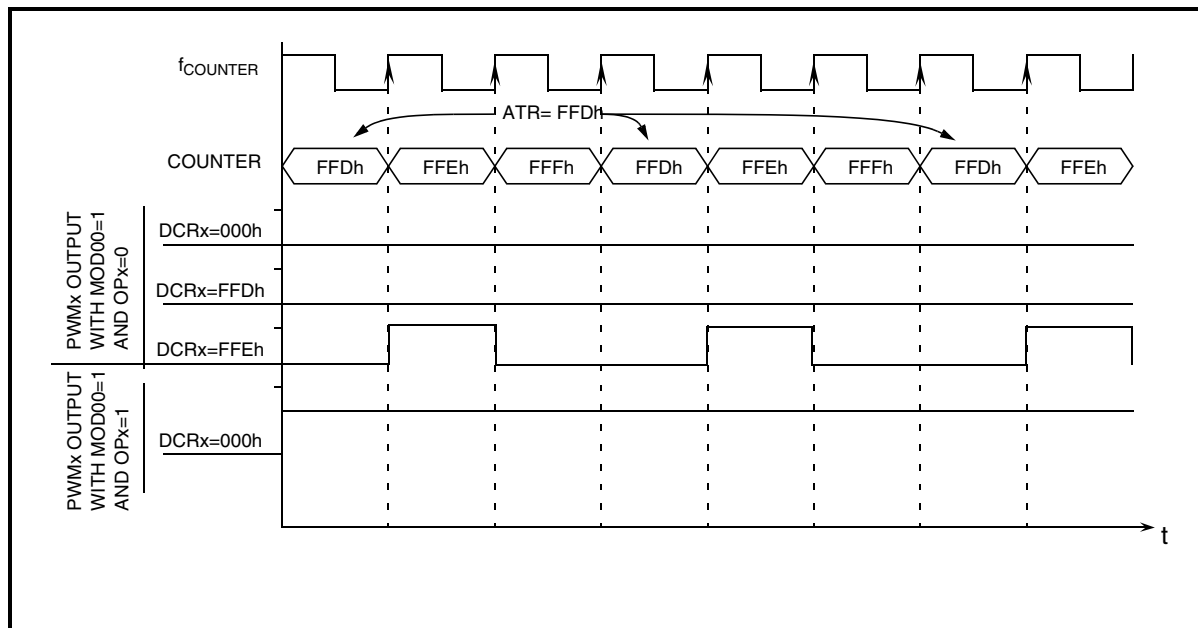 fCOUNTER
ATR= FFDh
COUNTER
FFDh FFEh FFFh FFDh FFEh FFFh FFDh FFEh
PWMx OUTPUT
WITH MOD00=1
AND OPx=0
DCRx=000h
DCRx=FFDh
DCRx=FFEh
PWMx OUTPUT
WITH MOD00=1
AND OPx=1
DCRx=000h
t